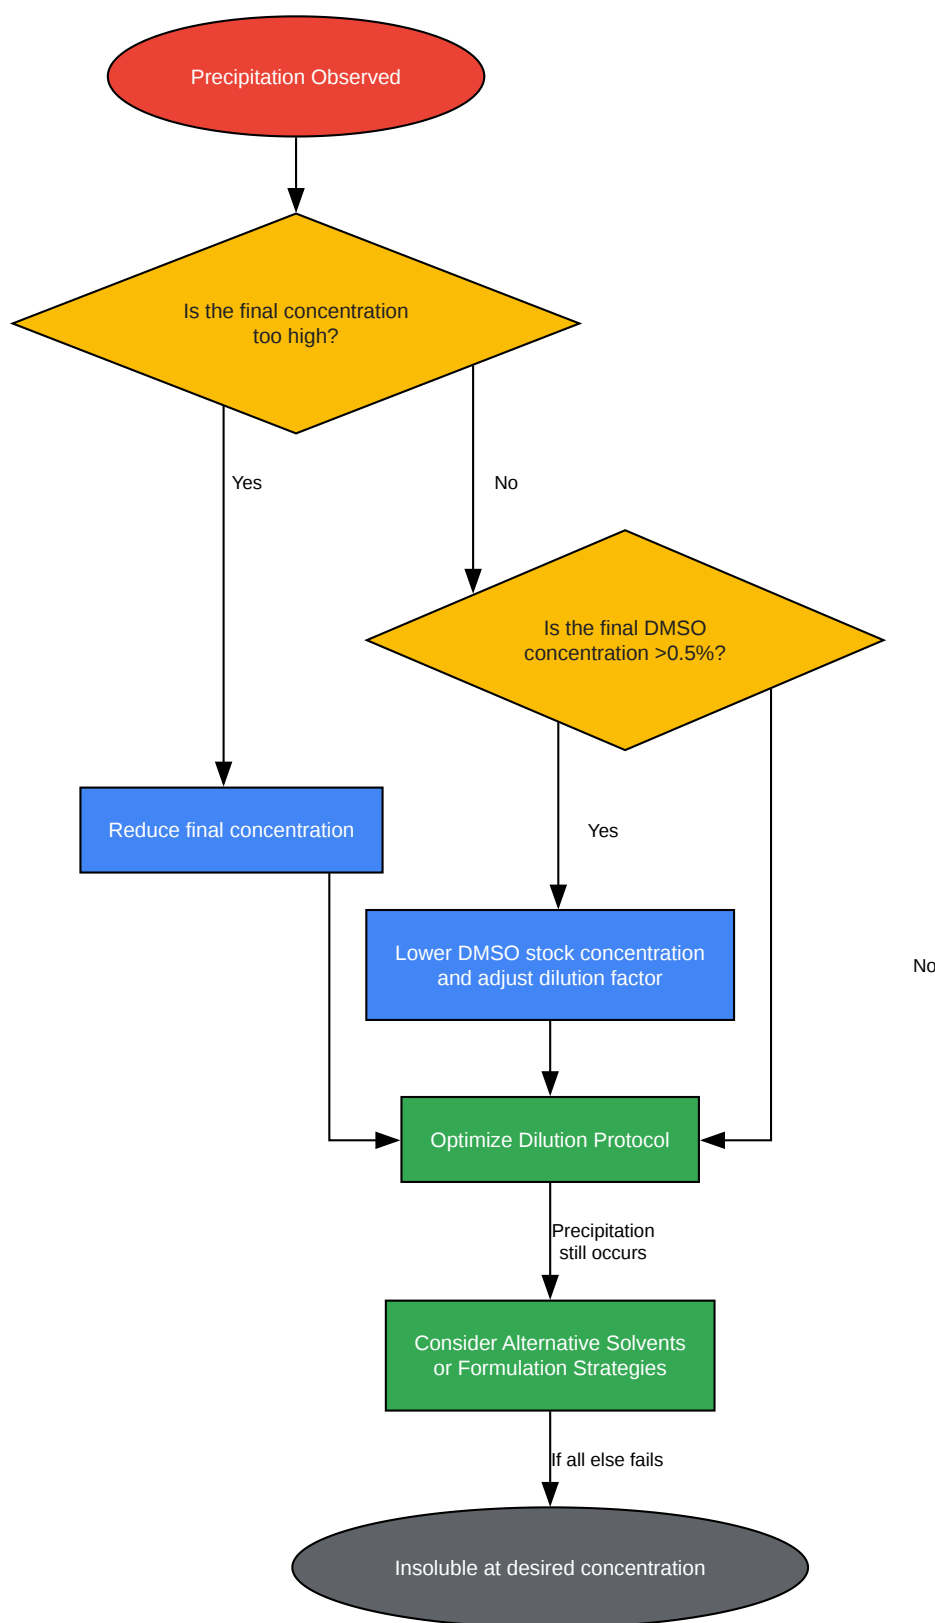 Precipitation Observed
Is the final concentration
too high?
Yes
No
Is the final DMSO
concentration >0.5%?
Reduce final concentration
Yes
Lower DMSO stock concentration
and adjust dilution factor
No
Optimize Dilution Protocol
Precipitation
still occurs
Consider Alternative Solvents
or Formulation Strategies
If all else fails
Insoluble at desired concentration